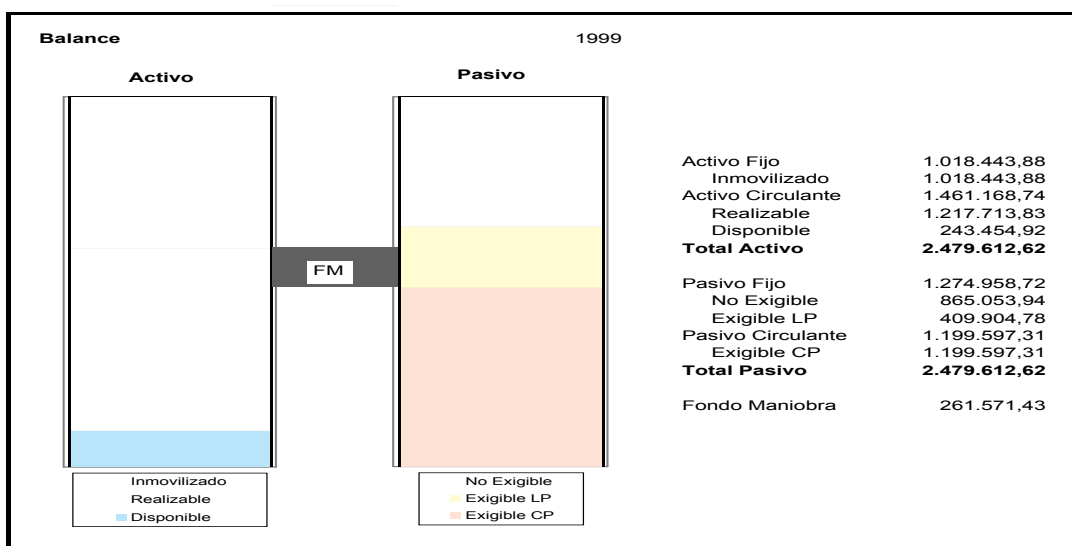 Balance 1999
Activo Pasivo
FM
Inmovilizado
Realizable
Disponible
No Exigible
Exigible LP
Exigible CP
Activo Fijo 1.018.443,88
Inmovilizado 1.018.443,88
Activo Circulante 1.461.168,74
Realizable 1.217.713,83
Disponible 243.454,92
Total Activo 2.479.612,62
Pasivo Fijo 1.274.958,72
No Exigible 865.053,94
Exigible LP 409.904,78
Pasivo Circulante 1.199.597,31
Exigible CP 1.199.597,31
Total Pasivo 2.479.612,62
Fondo Maniobra 261.571,43